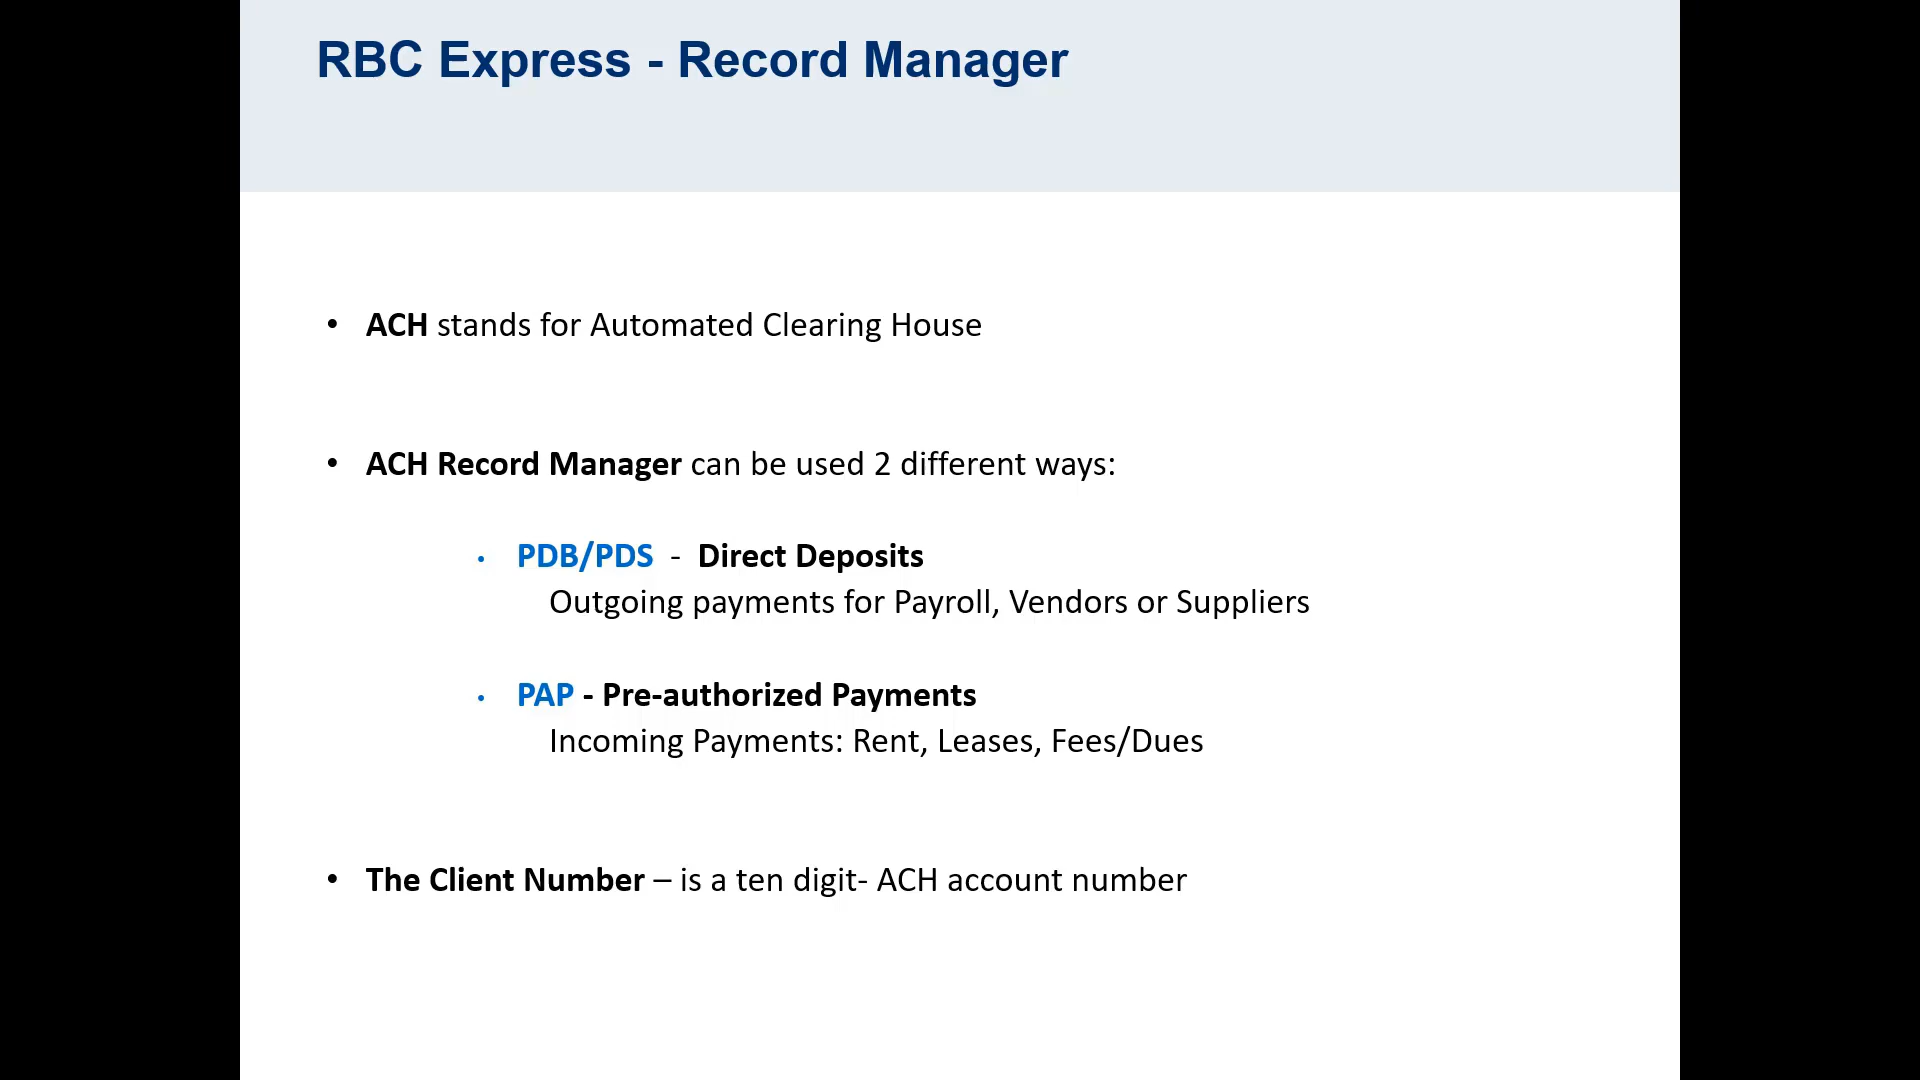 RBC Express - Record Manager
• ACH stands for Automated Clearing House
• ACH Record Manager can be used 2 different ways:
• PDB/PDS - Direct Deposits
Outgoing payments for Payroll, Vendors or Suppliers
• PAP - Pre-authorized Payments
Incoming Payments: Rent, Leases, Fees/Dues
• The Client Number – is a ten digit- ACH account number